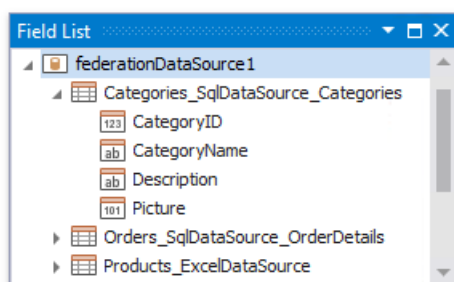 Field List
federationDataSource1
Categories_SqlDataSource_Categories
123 CategoryID
ab CategoryName
ab Description
101 Picture
Orders_SqlDataSource_OrderDetails
Products_ExcelDataSource